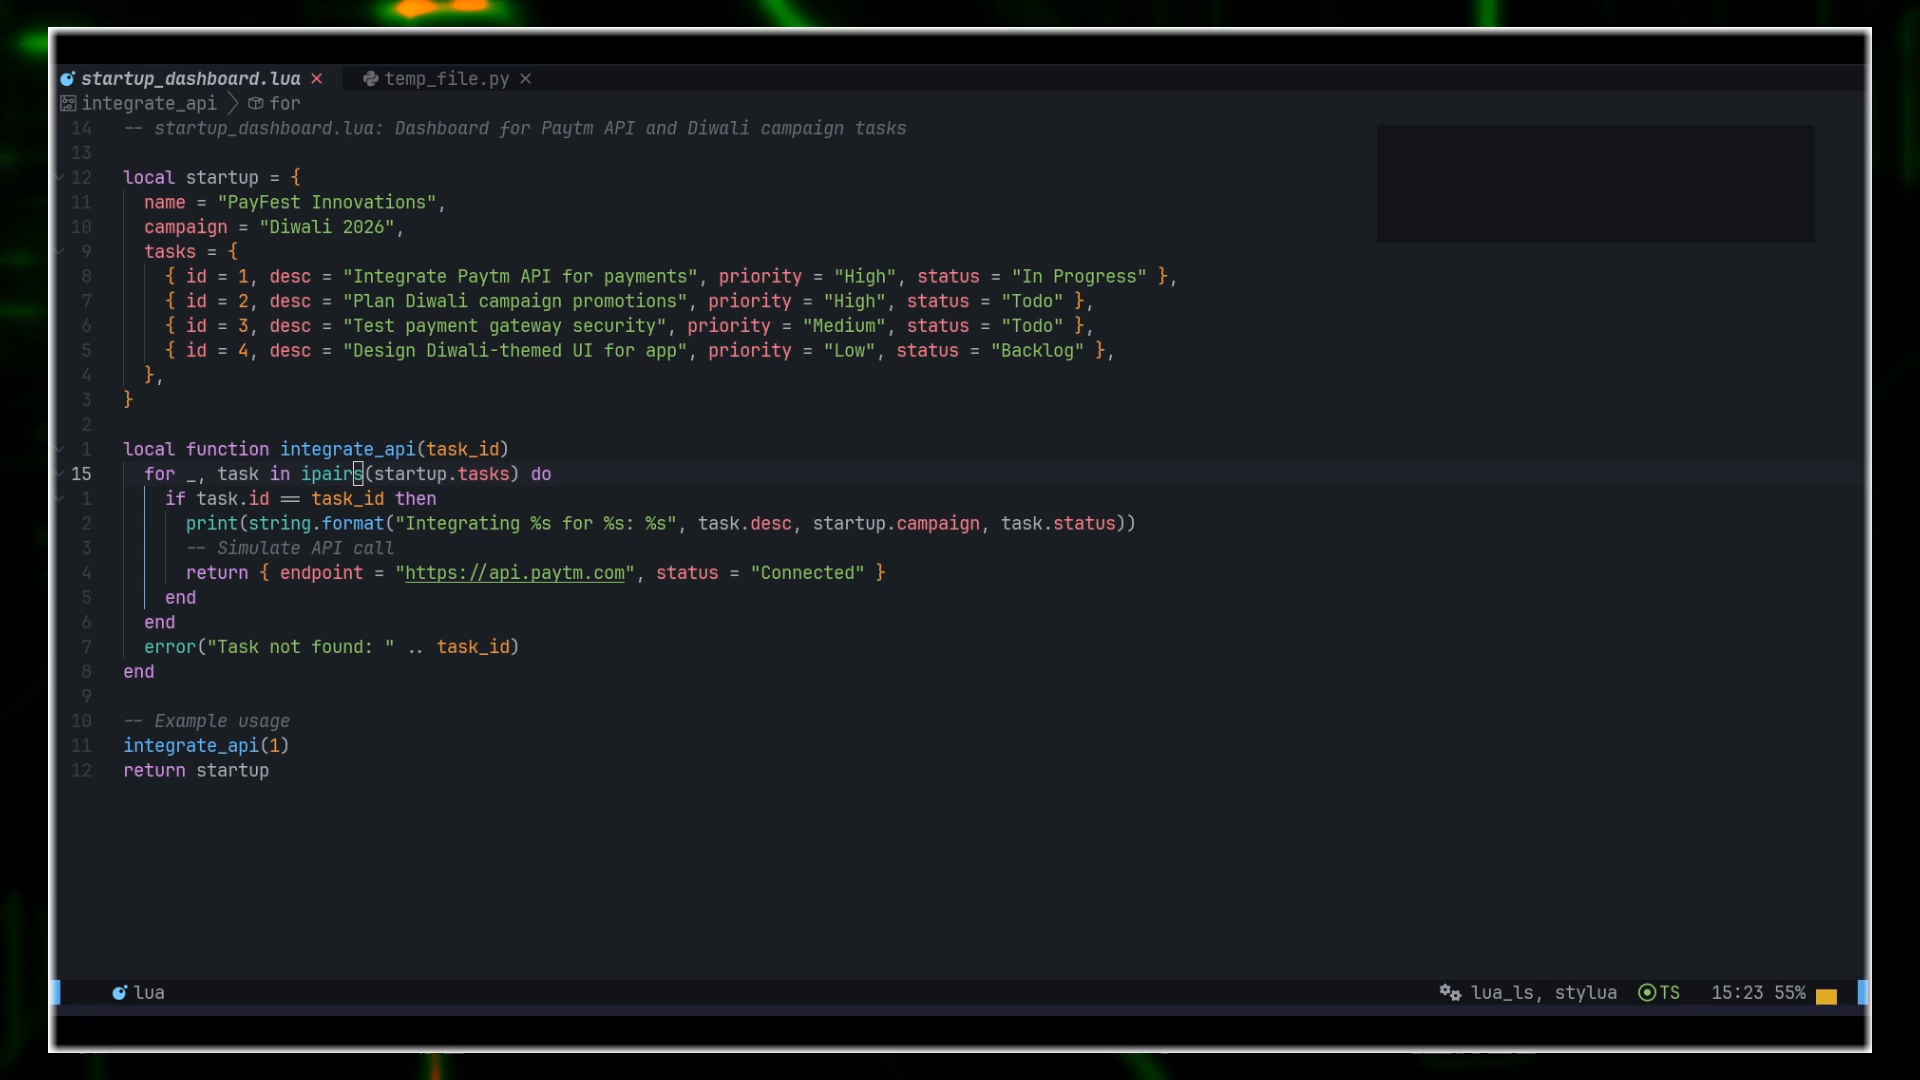 startup_dashboard.lua × temp_file.py ×
integrate_api > for
14 -- startup_dashboard.lua: Dashboard for Paytm API and Diwali campaign tasks
13
12 local startup = {
11   name = "PayFest Innovations",
10   campaign = "Diwali 2026",
9   tasks = {
8     { id = 1, desc = "Integrate Paytm API for payments", priority = "High", status = "In Progress" },
7     { id = 2, desc = "Plan Diwali campaign promotions", priority = "High", status = "Todo" },
6     { id = 3, desc = "Test payment gateway security", priority = "Medium", status = "Todo" },
5     { id = 4, desc = "Design Diwali-themed UI for app", priority = "Low", status = "Backlog" },
4   },
3 }
2
1 local function integrate_api(task_id)
15   for _, task in ipairs(startup.tasks) do
1     if task.id == task_id then
2       print(string.format("Integrating %s for %s: %s", task.desc, startup.campaign, task.status))
3       -- Simulate API call
4       return { endpoint = "https://api.paytm.com", status = "Connected" }
5     end
6   end
7   error("Task not found: " .. task_id)
8 end
9
10 -- Example usage
11 integrate_api(1)
12 return startup
lua lua_ls, stylua TS 15:23 55%